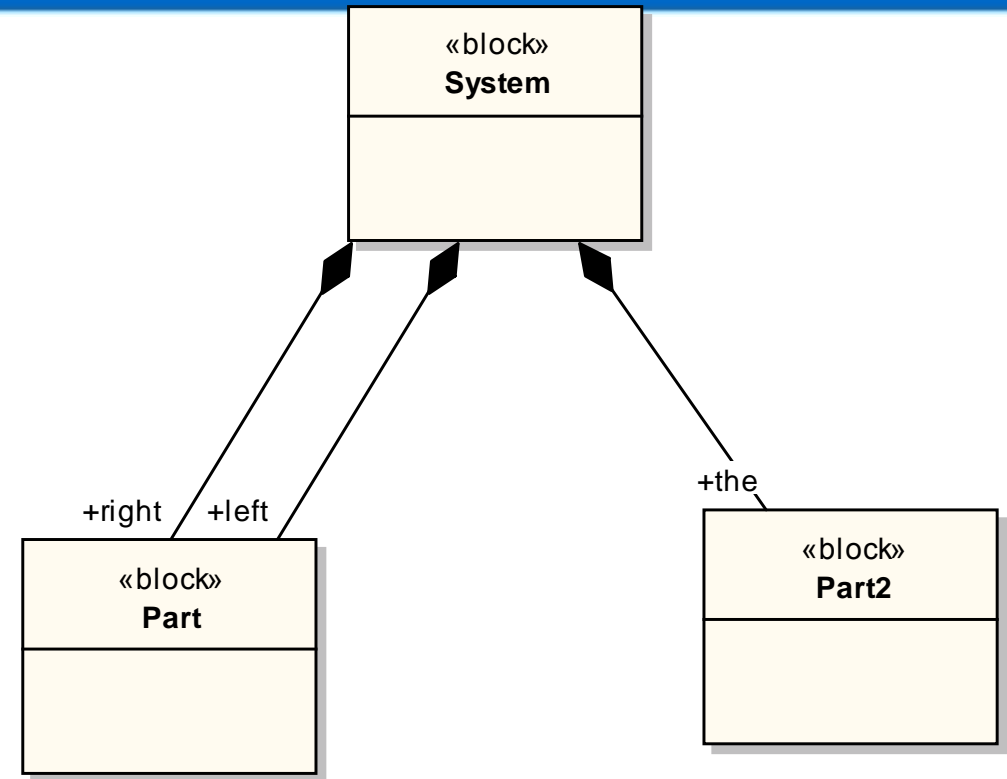 «block»
System
+right
+left
+the
«block»
Part
«block»
Part2